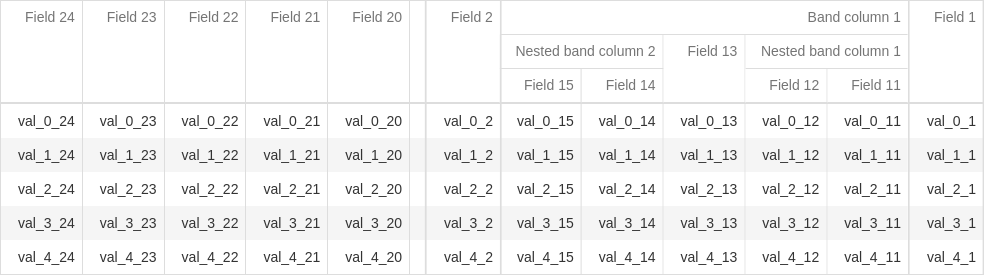 Field 24 Field 23 Field 22 Field 21 Field 20 Field 2 Band column 1 Field 1
Nested band column 2 Field 13 Nested band column 1
Field 15 Field 14 Field 12 Field 11
val_0_24 val_0_23 val_0_22 val_0_21 val_0_20 val_0_2 val_0_15 val_0_14 val_0_13 val_0_12 val_0_11 val_0_1
val_1_24 val_1_23 val_1_22 val_1_21 val_1_20 val_1_2 val_1_15 val_1_14 val_1_13 val_1_12 val_1_11 val_1_1
val_2_24 val_2_23 val_2_22 val_2_21 val_2_20 val_2_2 val_2_15 val_2_14 val_2_13 val_2_12 val_2_11 val_2_1
val_3_24 val_3_23 val_3_22 val_3_21 val_3_20 val_3_2 val_3_15 val_3_14 val_3_13 val_3_12 val_3_11 val_3_1
val_4_24 val_4_23 val_4_22 val_4_21 val_4_20 val_4_2 val_4_15 val_4_14 val_4_13 val_4_12 val_4_11 val_4_1